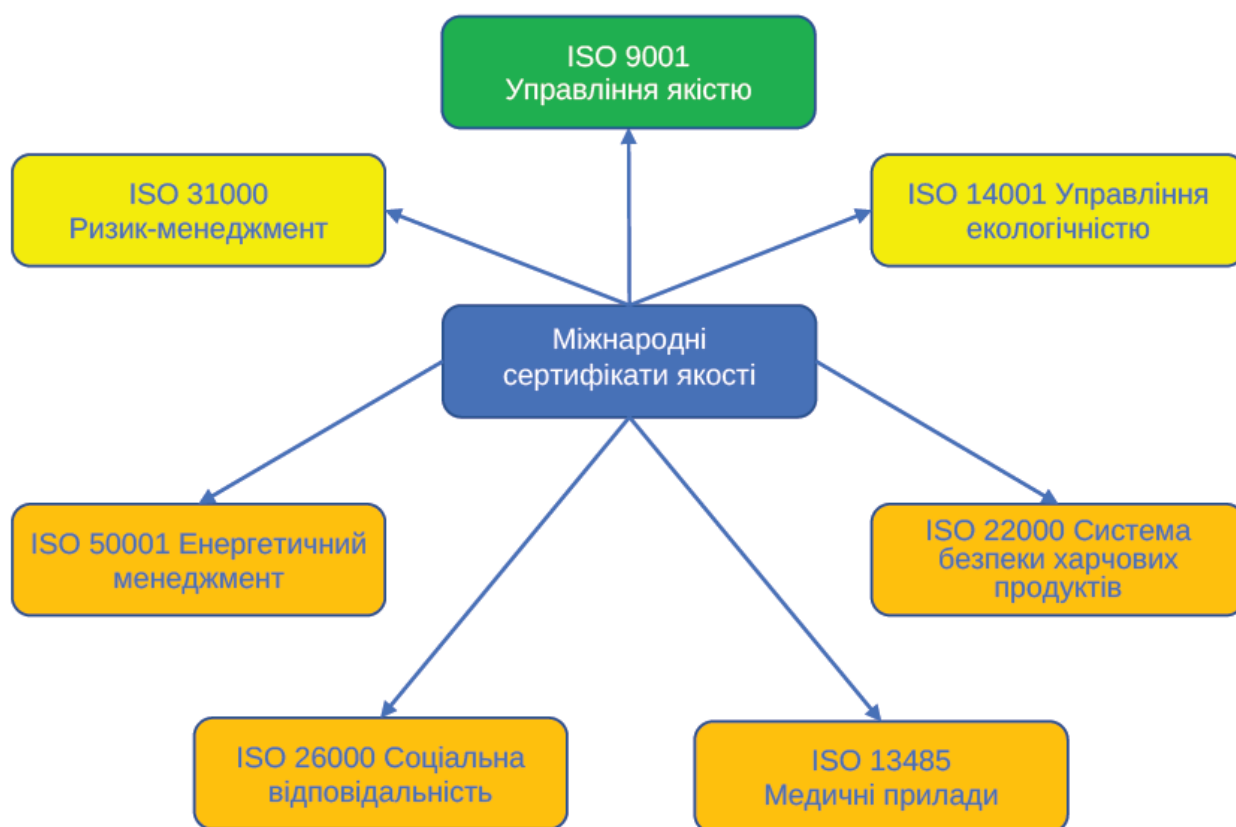 ISO 9001
Управління якістю
ISO 31000
Ризик-менеджмент
ISO 14001 Управління
екологічністю
Міжнародні
сертифікати якості
ISO 50001 Енергетичний
менеджмент
ISO 22000 Система
безпеки харчових
продуктів
ISO 26000 Соціальна
відповідальність
ISO 13485
Медичні прилади